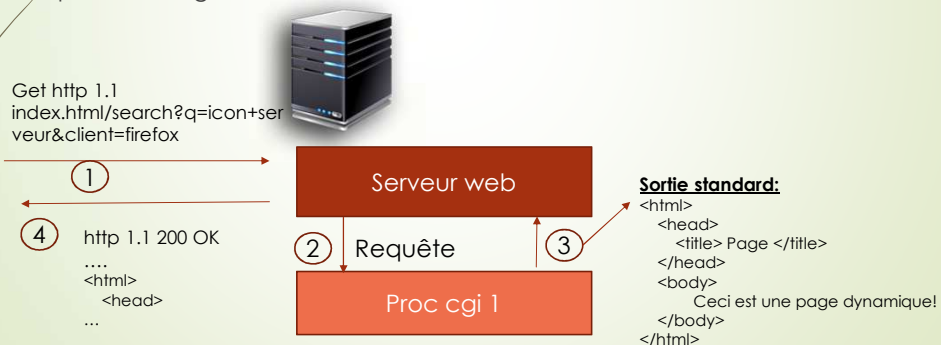 Get http 1.1
index.html/search?q=icon+ser
veur&client=firefox
1
Serveur web
4
http 1.1 200 OK
....
<html>
<head>
...
2
Requête
3
Proc cgi 1
Sortie standard:
<html>
<head>
<title> Page </title>
</head>
<body>
Ceci est une page dynamique!
</body>
</html>